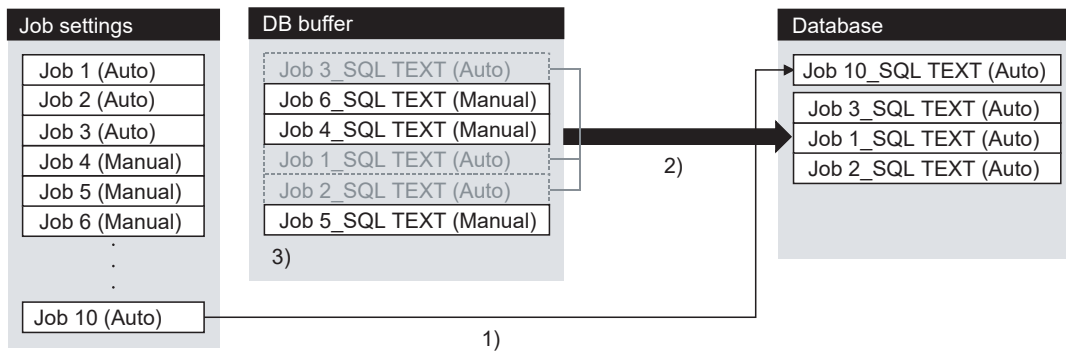 Job settings
Job 1 (Auto)
Job 2 (Auto)
Job 3 (Auto)
Job 4 (Manual)
Job 5 (Manual)
Job 6 (Manual)
.
.
.
Job 10 (Auto)
DB buffer
Job 3_SQL TEXT (Auto)
Job 6_SQL TEXT (Manual)
Job 4_SQL TEXT (Manual)
Job 1_SQL TEXT (Auto)
Job 2_SQL TEXT (Auto)
Job 5_SQL TEXT (Manual)
3)
2)
1)
Database
Job 10_SQL TEXT (Auto)
Job 3_SQL TEXT (Auto)
Job 1_SQL TEXT (Auto)
Job 2_SQL TEXT (Auto)